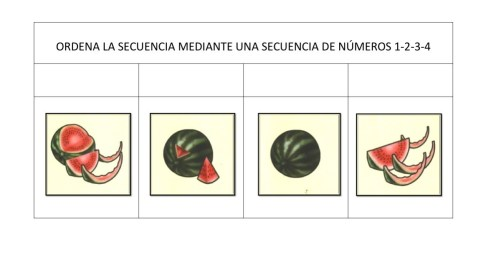 ORDENA LA SECUENCIA MEDIANTE UNA SECUENCIA DE NÚMEROS 1-2-3-4